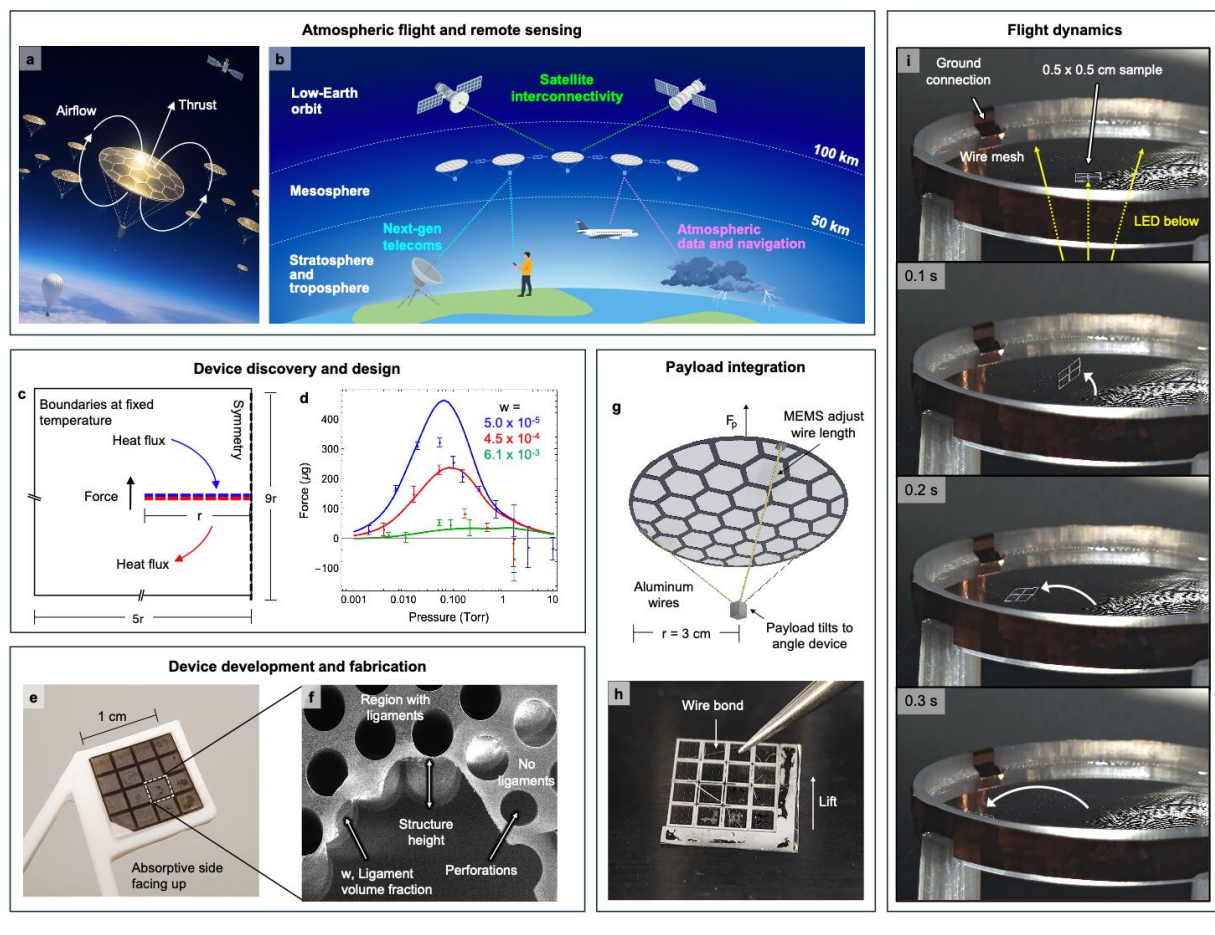 Atmospheric flight and remote sensing
a
Airflow
Thrust
b
Low-Earth
orbit
Satellite
interconnectivity
100 km
Mesosphere
50 km
Next-gen
telecoms
Atmospheric
data and navigation
Stratosphere
and
troposphere
Device discovery and design
c
Boundaries at fixed
temperature
Heat flux
Symmetry
Force
r
9r
Heat flux
5r
d
w =
5.0 x 10⁻⁵
4.5 x 10⁻⁴
6.1 x 10⁻³
Force (µg)
400
300
200
100
0
−100
0.001
0.010
0.100
1
10
Pressure (Torr)
Device development and fabrication
e
1 cm
Absorptive side
facing up
f
Region with
ligaments
No
ligaments
Structure
height
w, Ligament
volume fraction
Perforations
Payload integration
g
Fₚ
MEMS adjust
wire length
Aluminum
wires
r = 3 cm
Payload tilts to
angle device
h
Wire bond
Lift
Flight dynamics
i
Ground
connection
0.5 x 0.5 cm sample
Wire mesh
LED below
0.1 s
0.2 s
0.3 s